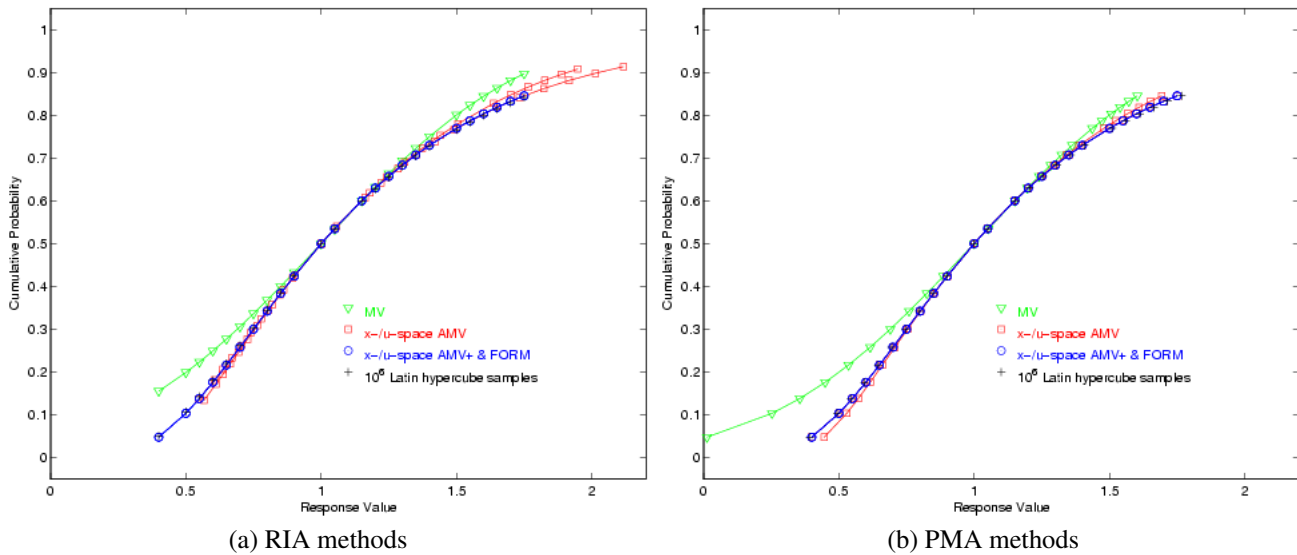 1
0.9
0.8
0.7
0.6
0.5
0.4
0.3
0.2
0.1
0
Cumulative Probability
MV
x-/u-space AMV
x-/u-space AMV+ & FORM
10^6 Latin hypercube samples
0 0.5 1 1.5 2
Response Value
(a) RIA methods
1
0.9
0.8
0.7
0.6
0.5
0.4
0.3
0.2
0.1
0
Cumulative Probability
MV
x-/u-space AMV
x-/u-space AMV+ & FORM
10^6 Latin hypercube samples
0 0.5 1 1.5 2
Response Value
(b) PMA methods